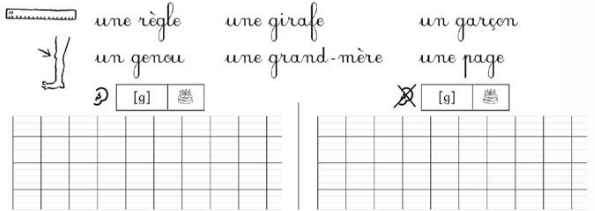 une règle une girafe un garçon
un genou une grand-mère une page
[g] [g]